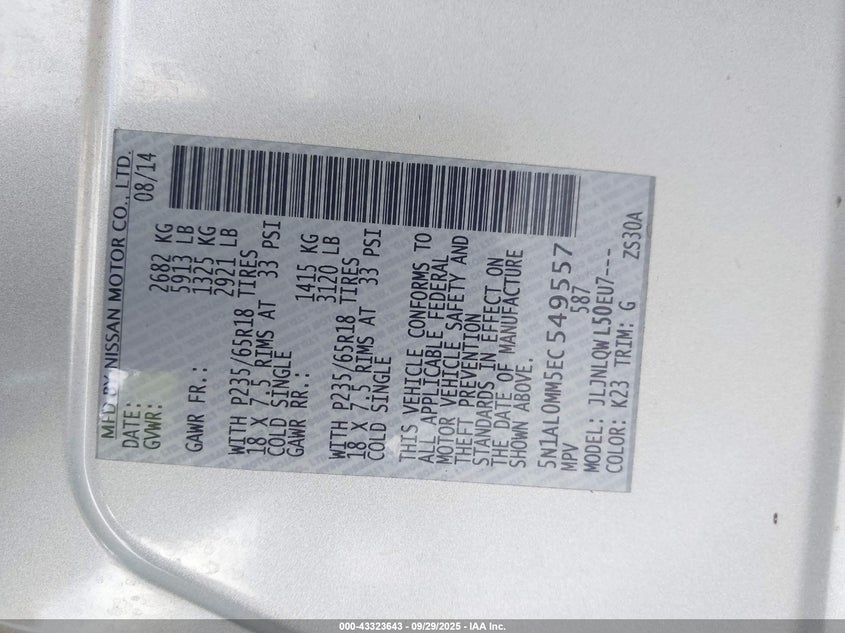 MFD BY NISSAN MOTOR CO., LTD.
DATE: 08/14
GVWR: 2682 KG
5913 LB
GAWR FR.: 1325 KG
2921 LB
WITH P235/65R18 TIRES
18 X 7.5 RIMS AT 33 PSI
COLD SINGLE
GAWR RR.: 1415 KG
3120 LB
WITH P235/65R18 TIRES
18 X 7.5 RIMS AT 33 PSI
COLD SINGLE
THIS VEHICLE CONFORMS TO
ALL APPLICABLE FEDERAL
MOTOR VEHICLE SAFETY AND
THEFT PREVENTION
STANDARDS IN EFFECT ON
THE DATE OF MANUFACTURE
SHOWN ABOVE.
5N1AL0MM5EC549557
MPV 587
MODEL: JLJNLQWL50EU7---
COLOR: K23 TRIM: G ZS30A
000-43323643 / 09/29/2025 - IAA Inc.